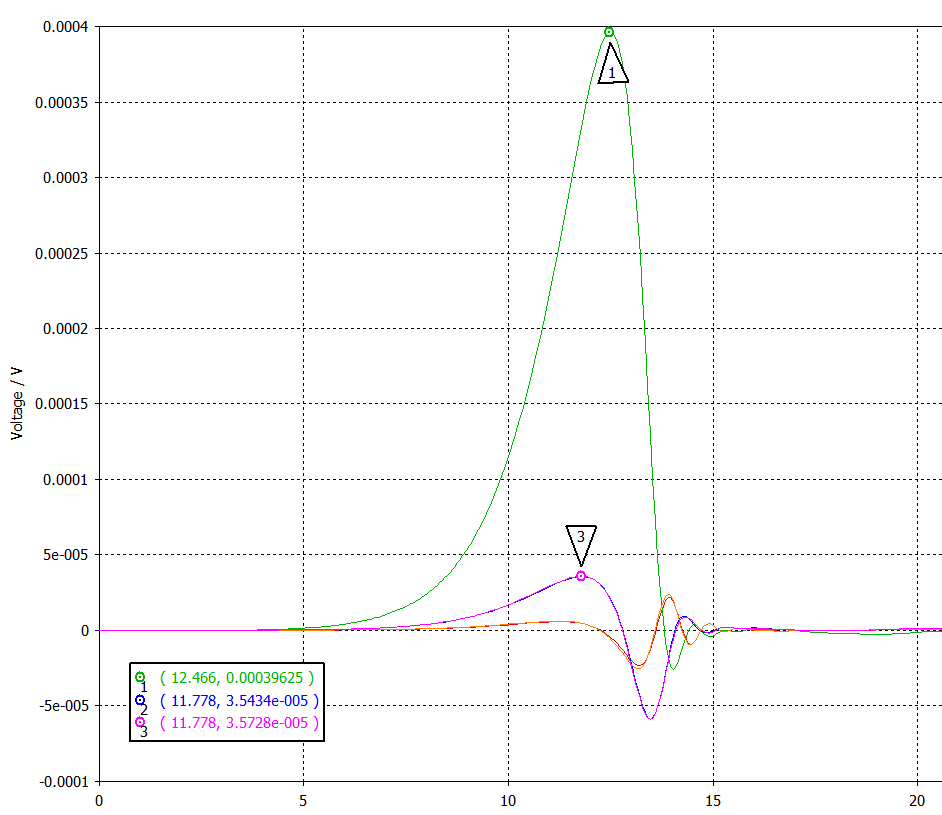 0.0004
0.00035
0.0003
0.00025
0.0002
0.00015
0.0001
5e-005
0
-5e-005
-0.0001
Voltage / V
1
3
1 ( 12.466, 0.00039625 )
2 ( 11.778, 3.5434e-005 )
3 ( 11.778, 3.5728e-005 )
0 5 10 15 20